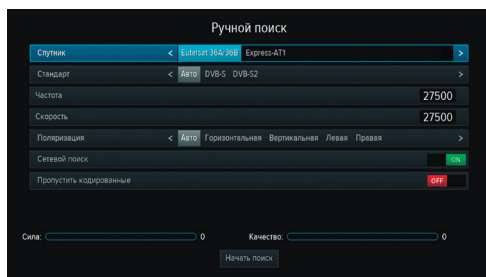 Ручной поиск
Спутник < Eutelsat 36A/36B Express-AT1 >
Стандарт < Авто DVB-S DVB-S2 >
Частота 27500
Скорость 27500
Поляризация < Авто Горизонтальная Вертикальная Левая Правая >
Сетевой поиск ON
Пропустить кодированные OFF
Сила: 0 Качество: 0
Начать поиск